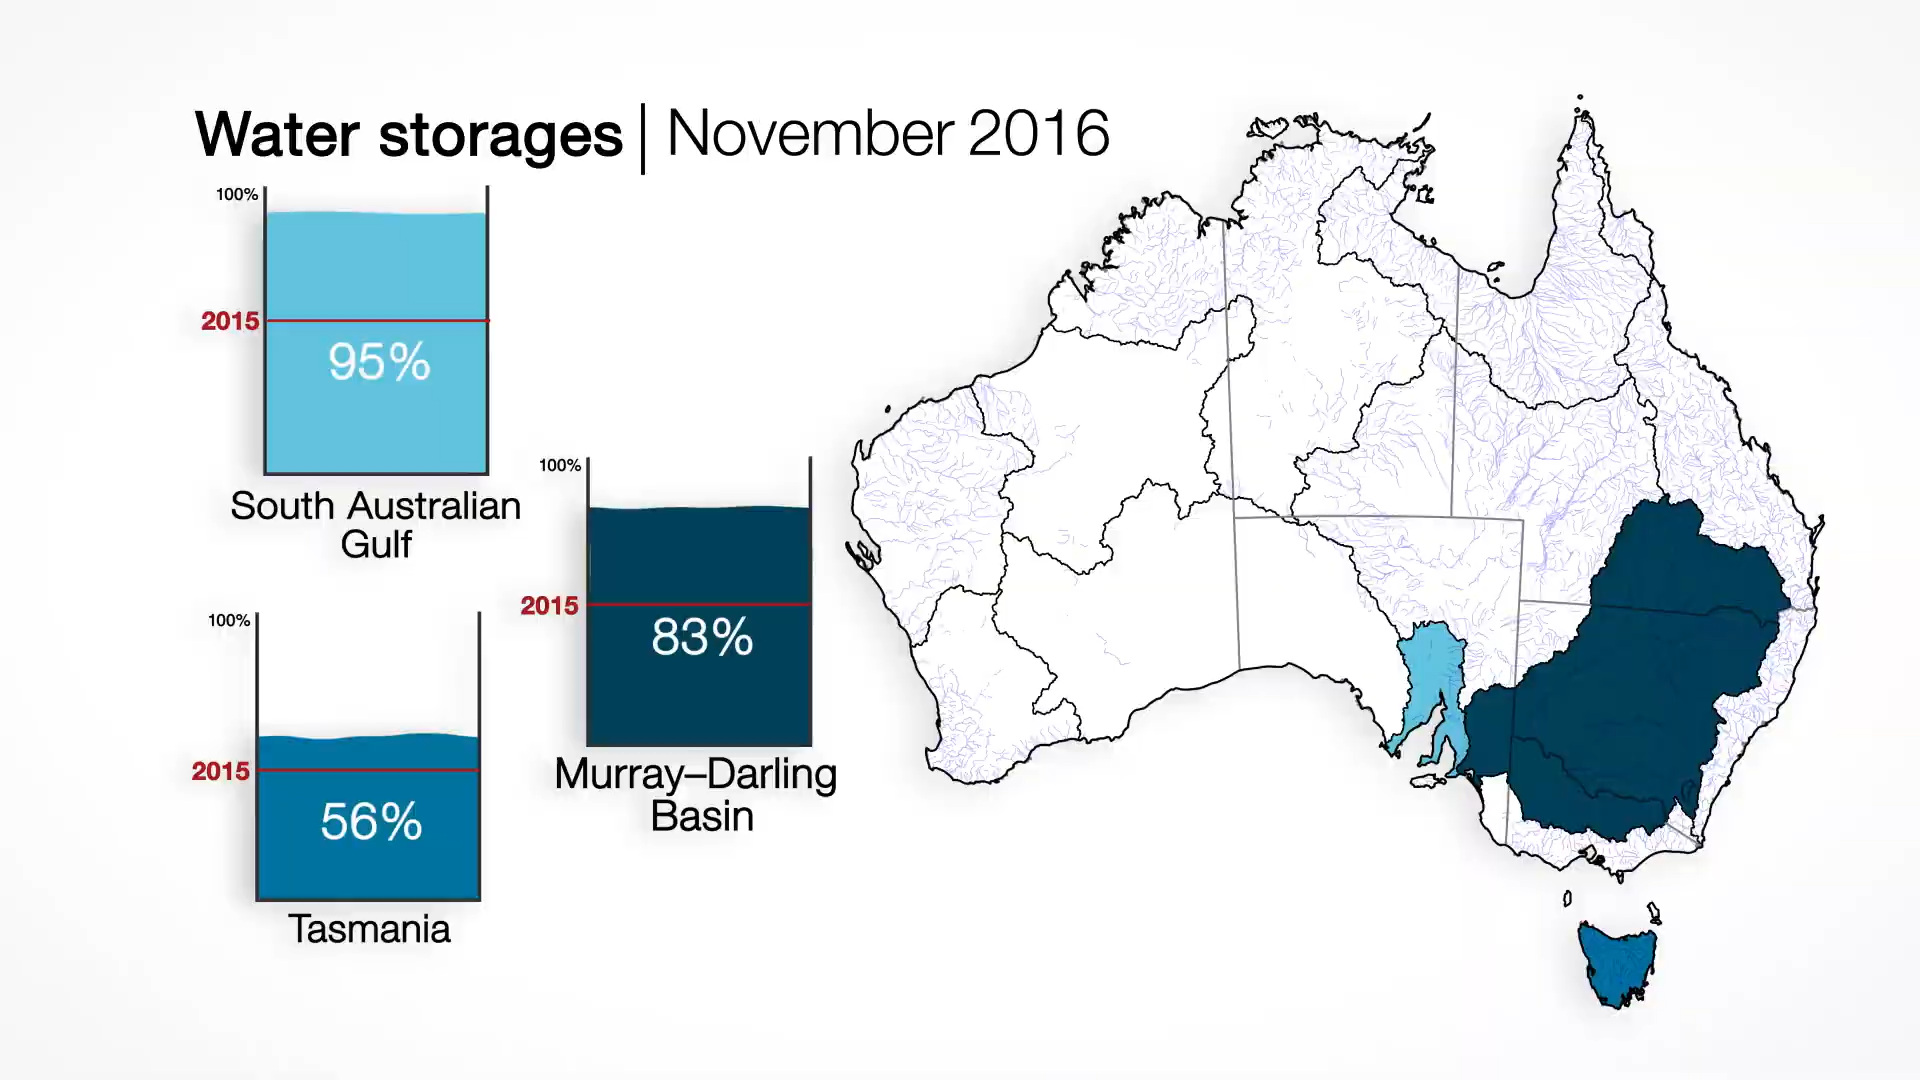 Water storages | November 2016
100%
2015
95%
South Australian
Gulf
100%
2015
83%
Murray–Darling
Basin
100%
2015
56%
Tasmania